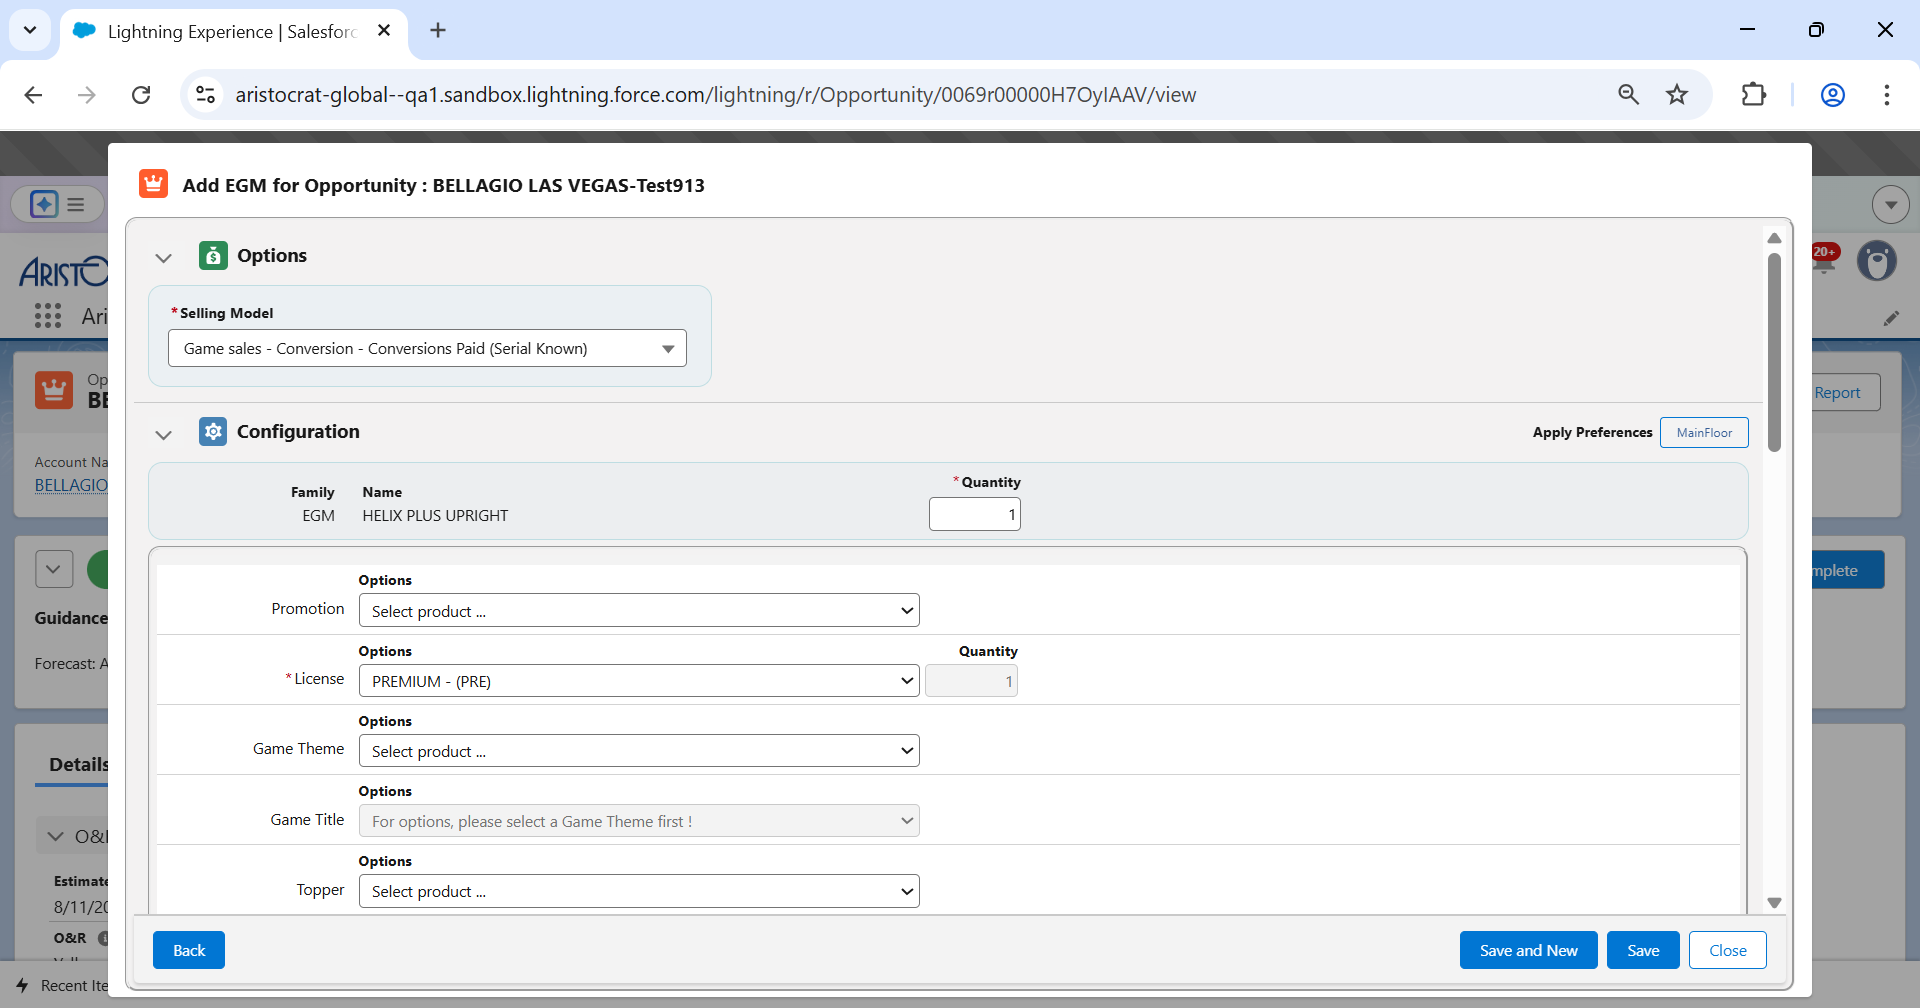 Lightning Experience | Salesforc
aristocrat-global--qa1.sandbox.lightning.force.com/lightning/r/Opportunity/0069r00000H7OyIAAV/view
Add EGM for Opportunity : BELLAGIO LAS VEGAS-Test913
Options
*Selling Model
Game sales - Conversion - Conversions Paid (Serial Known)
Configuration
Apply Preferences MainFloor
Family Name *Quantity
EGM HELIX PLUS UPRIGHT 1
Options
Promotion Select product ...
Options Quantity
*License PREMIUM - (PRE) 1
Options
Game Theme Select product ...
Options
Game Title For options, please select a Game Theme first !
Options
Topper Select product ...
Back Save and New Save Close
ARISTO
Ari
20+
Op
BE
Report
Account Na
BELLAGIO
mplete
Guidance
Forecast: A
Details
O&
Estimate
8/11/20
O&R
Recent Ite